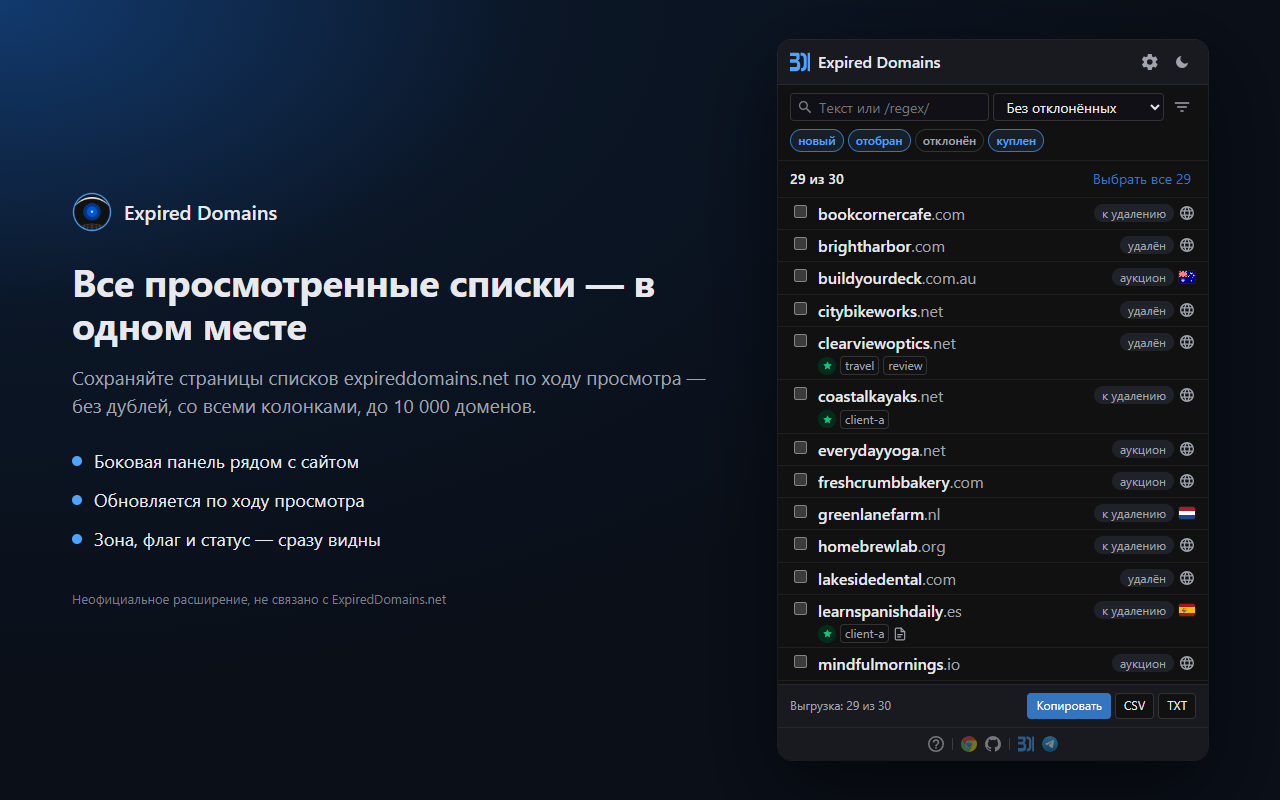 Expired Domains
Все просмотренные списки — в
одном месте
Сохраняйте страницы списков expireddomains.net по ходу просмотра —
без дублей, со всеми колонками, до 10 000 доменов.
Боковая панель рядом с сайтом
Обновляется по ходу просмотра
Зона, флаг и статус — сразу видны
Неофициальное расширение, не связано с ExpiredDomains.net
Expired Domains
Текст или /regex/ Без отклонённых
новый отобран отклонён куплен
29 из 30 Выбрать все 29
bookcornercafe.com к удалению
brightharbor.com удалён
buildyourdeck.com.au аукцион
citybikeworks.net удалён
clearviewoptics.net удалён
travel review
coastalkayaks.net к удалению
client-a
everydayyoga.net аукцион
freshcrumbbakery.com аукцион
greenlanefarm.nl к удалению
homebrewlab.org к удалению
lakesidedental.com удалён
learnspanishdaily.es к удалению
client-a
mindfulmornings.io аукцион
Выгрузка: 29 из 30 Копировать CSV TXT